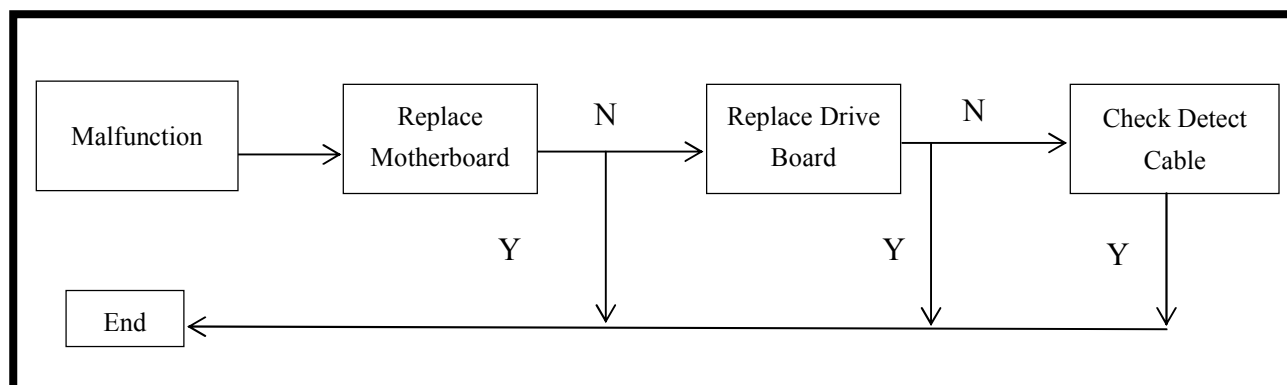 Malfunction
Replace
Motherboard
N
Replace Drive
Board
N
Check Detect
Cable
Y
Y
Y
End